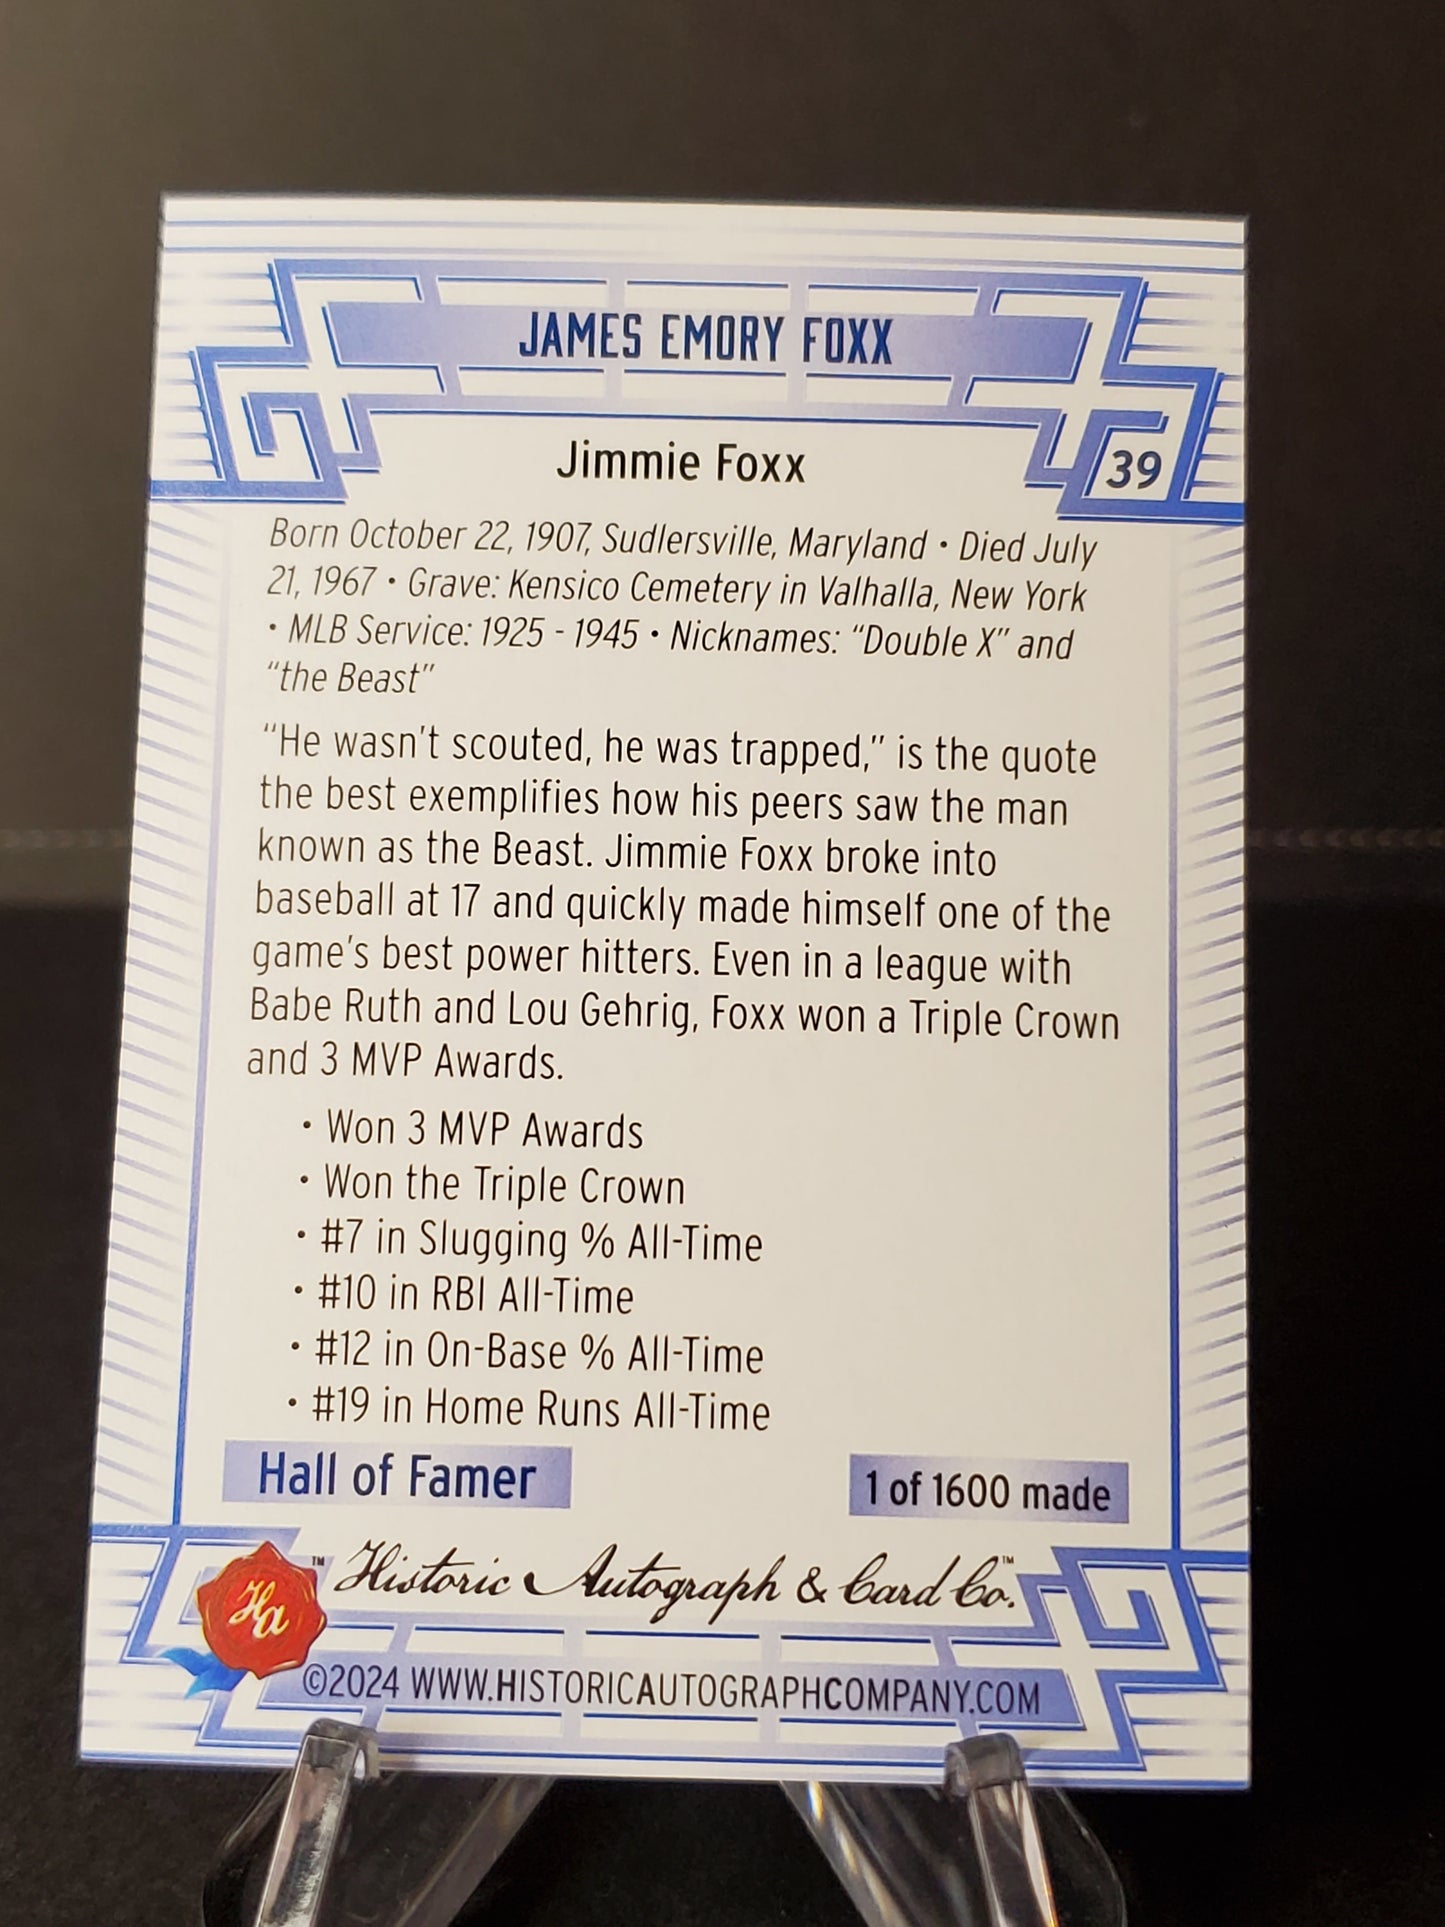 JAMES EMORY FOXX
Jimmie Foxx
39
Born October 22, 1907, Sudlersville, Maryland • Died July
21, 1967 • Grave: Kensico Cemetery in Valhalla, New York
• MLB Service: 1925 - 1945 • Nicknames: “Double X” and
“the Beast”
“He wasn't scouted, he was trapped,” is the quote
the best exemplifies how his peers saw the man
known as the Beast. Jimmie Foxx broke into
baseball at 17 and quickly made himself one of the
game's best power hitters. Even in a league with
Babe Ruth and Lou Gehrig, Foxx won a Triple Crown
and 3 MVP Awards.
• Won 3 MVP Awards
• Won the Triple Crown
• #7 in Slugging % All-Time
• #10 in RBI All-Time
• #12 in On-Base % All-Time
• #19 in Home Runs All-Time
Hall of Famer
1 of 1600 made
Ha
™ Historic Autograph & Card Co.™
©2024 WWW.HISTORICAUTOGRAPHCOMPANY.COM